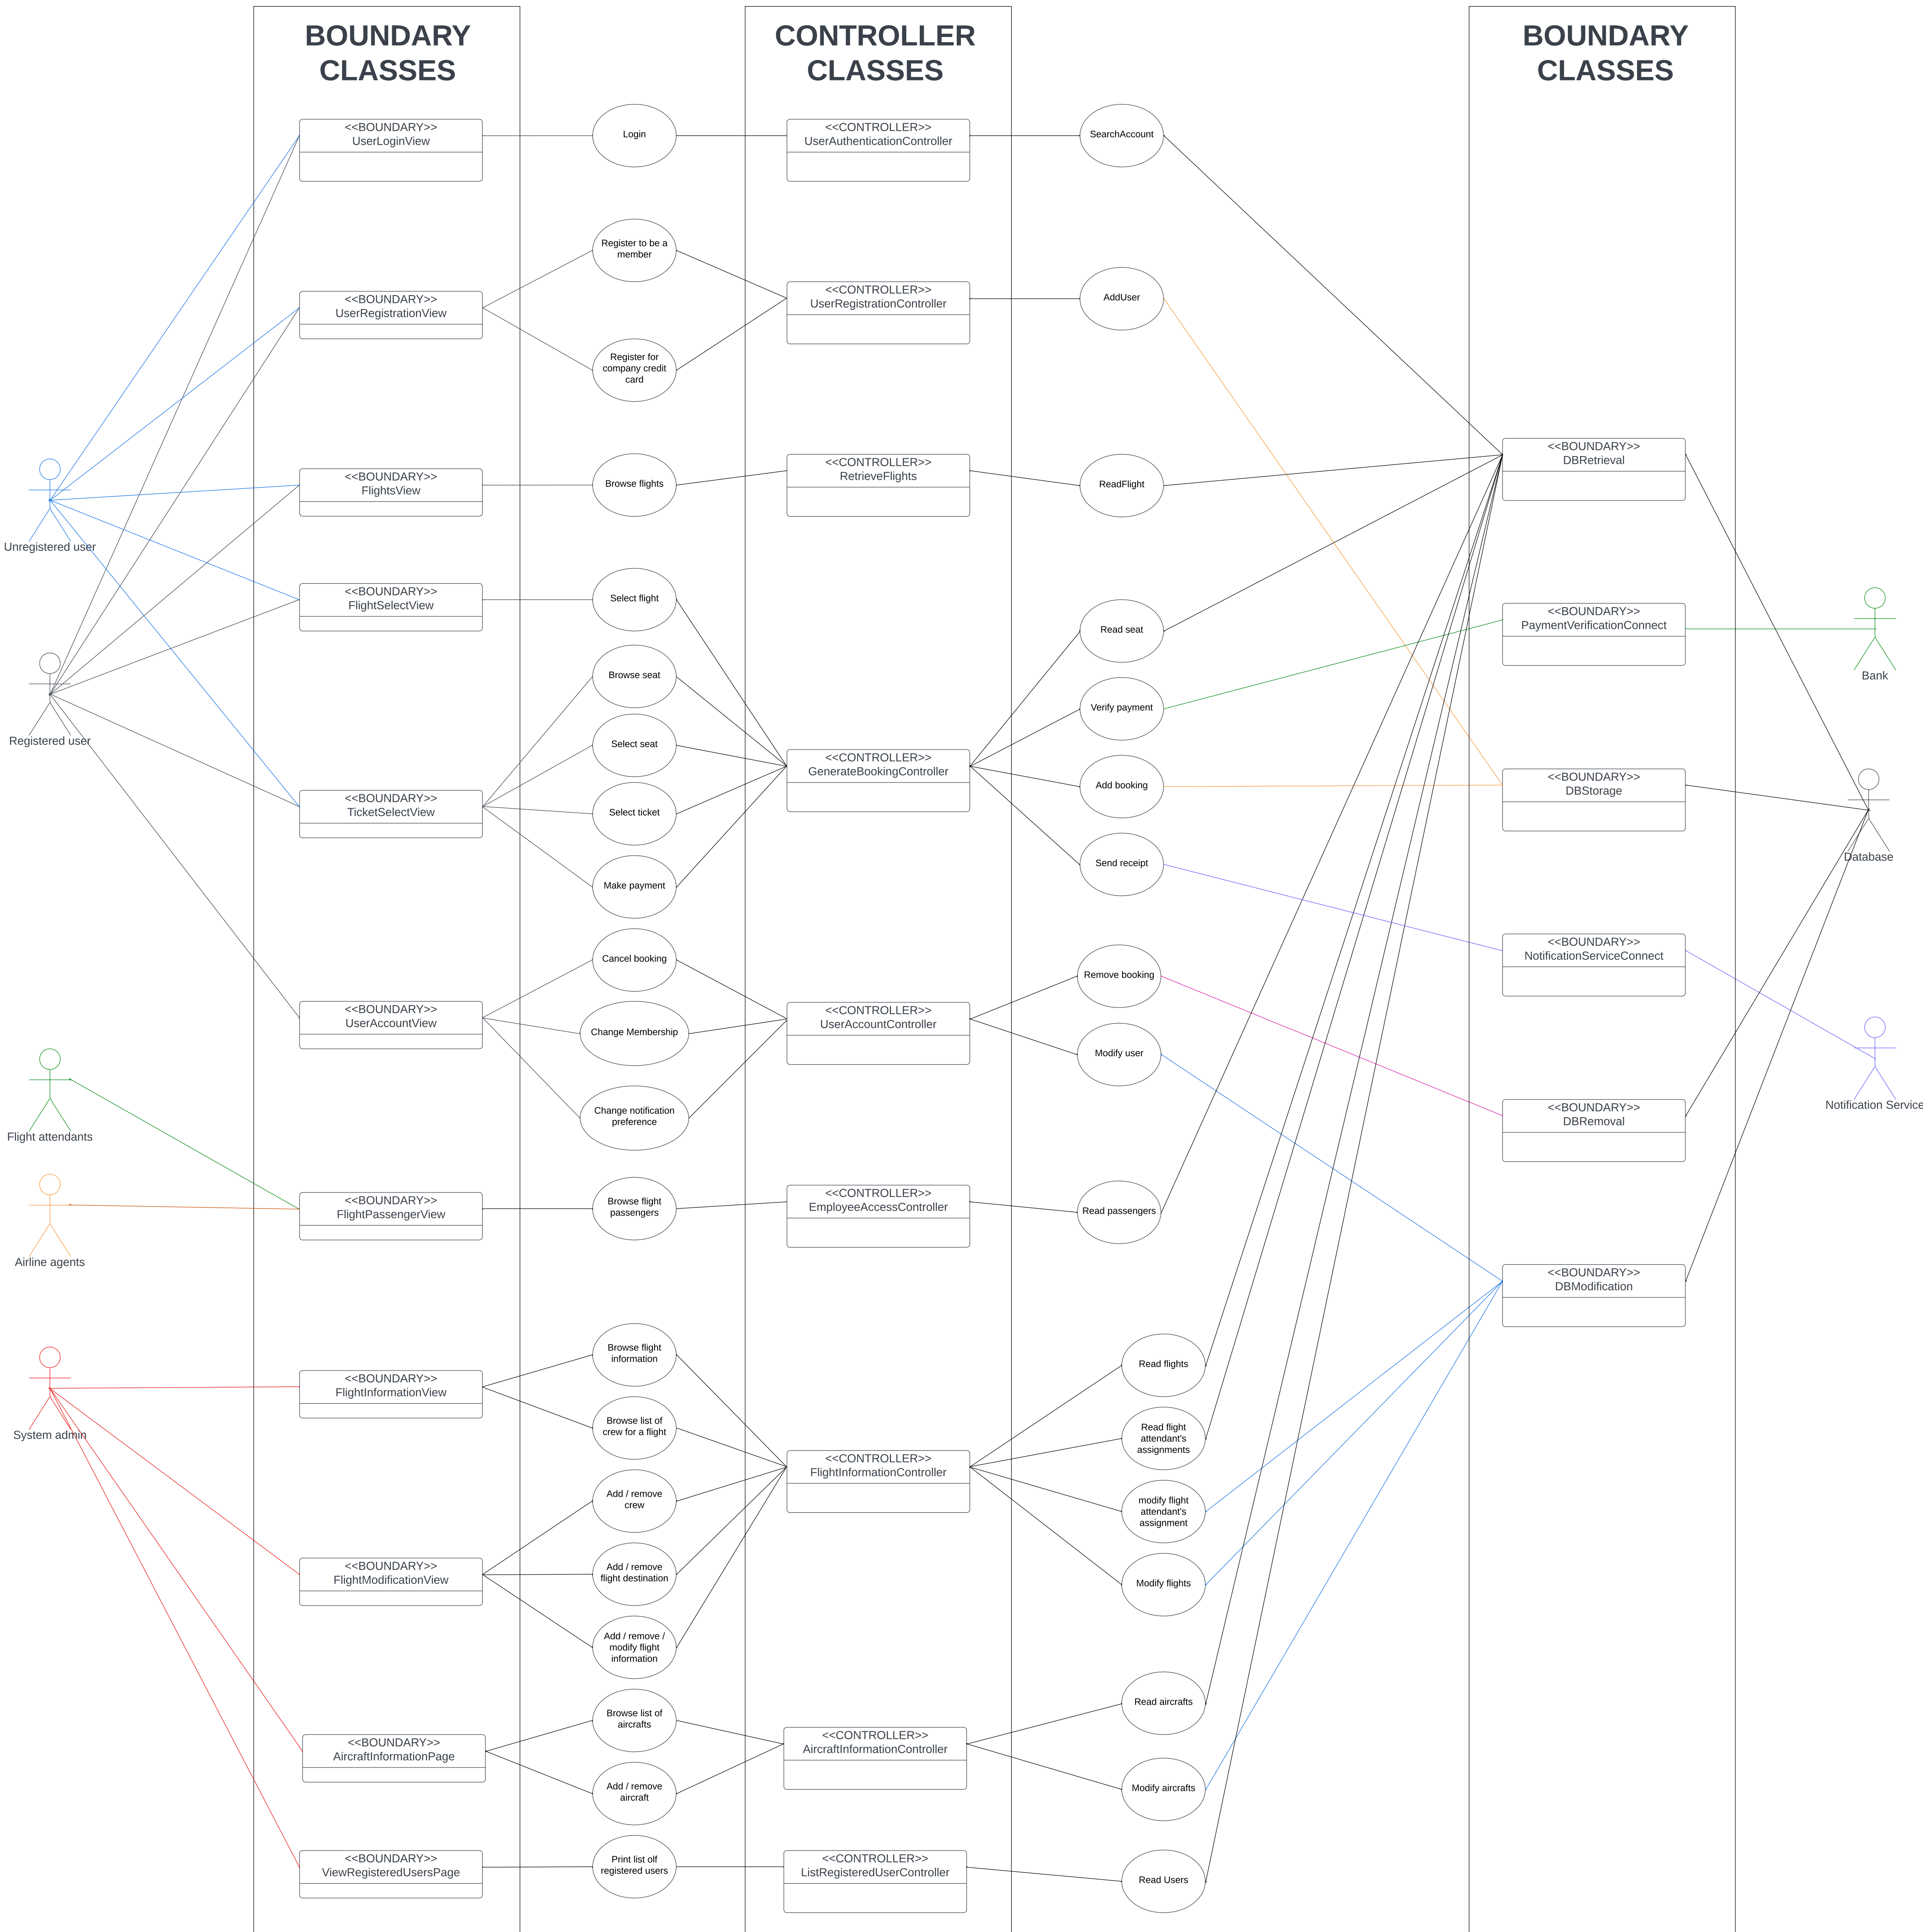 BOUNDARY
CLASSES
CONTROLLER
CLASSES
BOUNDARY
CLASSES
Unregistered user
Registered user
Flight attendants
Airline agents
System admin
<<BOUNDARY>>
UserLoginView
<<BOUNDARY>>
UserRegistrationView
<<BOUNDARY>>
FlightsView
<<BOUNDARY>>
FlightSelectView
<<BOUNDARY>>
TicketSelectView
<<BOUNDARY>>
UserAccountView
<<BOUNDARY>>
FlightPassengerView
<<BOUNDARY>>
FlightInformationView
<<BOUNDARY>>
FlightModificationView
<<BOUNDARY>>
AircraftInformationPage
<<BOUNDARY>>
ViewRegisteredUsersPage
Login
Register to be a
member
Register for
company credit
card
Browse flights
Select flight
Browse seat
Select seat
Select ticket
Make payment
Cancel booking
Change Membership
Change notification
preference
Browse flight
passengers
Browse flight
information
Browse list of
crew for a flight
Add / remove
crew
Add / remove
flight destination
Add / remove /
modify flight
information
Browse list of
aircrafts
Add / remove
aircraft
Print list olf
registered users
<<CONTROLLER>>
UserAuthenticationController
<<CONTROLLER>>
UserRegistrationController
<<CONTROLLER>>
RetrieveFlights
<<CONTROLLER>>
GenerateBookingController
<<CONTROLLER>>
UserAccountController
<<CONTROLLER>>
EmployeeAccessController
<<CONTROLLER>>
FlightInformationController
<<CONTROLLER>>
AircraftInformationController
<<CONTROLLER>>
ListRegisteredUserController
SearchAccount
AddUser
ReadFlight
Read seat
Verify payment
Add booking
Send receipt
Remove booking
Modify user
Read passengers
Read flights
Read flight
attendant's
assignments
modify flight
attendant's
assignment
Modify flights
Read aircrafts
Modify aircrafts
Read Users
<<BOUNDARY>>
DBRetrieval
<<BOUNDARY>>
PaymentVerificationConnect
<<BOUNDARY>>
DBStorage
<<BOUNDARY>>
NotificationServiceConnect
<<BOUNDARY>>
DBRemoval
<<BOUNDARY>>
DBModification
Bank
Database
Notification Service